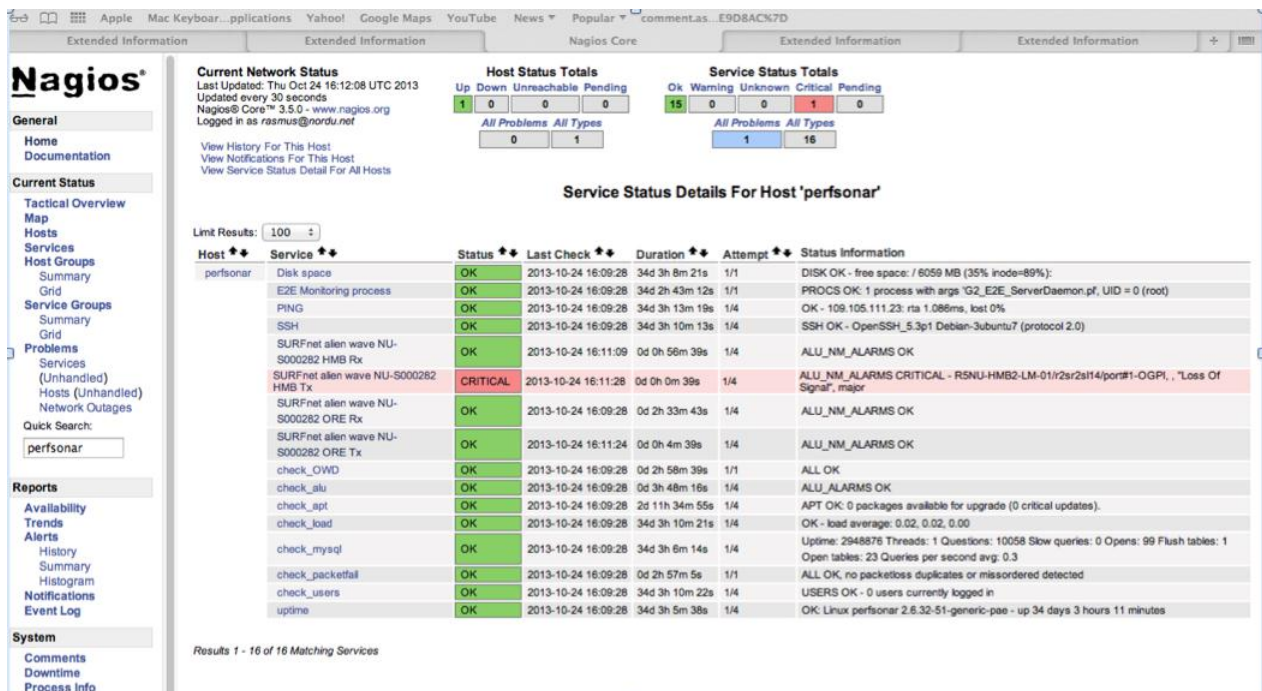 Apple Mac Keyboar...pplications Yahoo! Google Maps YouTube News Popular comment.as...E9D8AC%7D
Extended Information Extended Information Nagios Core Extended Information Extended Information +
Nagios®
General
Home
Documentation
Current Status
Tactical Overview
Map
Hosts
Services
Host Groups
Summary
Grid
Service Groups
Summary
Grid
Problems
Services
(Unhandled)
Hosts (Unhandled)
Network Outages
Quick Search:
perfsonar
Reports
Availability
Trends
Alerts
History
Summary
Histogram
Notifications
Event Log
System
Comments
Downtime
Process Info
Current Network Status
Last Updated: Thu Oct 24 16:12:08 UTC 2013
Updated every 30 seconds
Nagios® Core™ 3.5.0 - www.nagios.org
Logged in as rasmus@nordu.net
View History For This Host
View Notifications For This Host
View Service Status Detail For All Hosts
Host Status Totals
Up Down Unreachable Pending
1 0 0 0
All Problems All Types
0 1
Service Status Totals
Ok Warning Unknown Critical Pending
15 0 0 1 0
All Problems All Types
1 16
Service Status Details For Host 'perfsonar'
Limit Results: 100
Host Service Status Last Check Duration Attempt Status Information
perfsonar Disk space OK 2013-10-24 16:09:28 34d 3h 8m 21s 1/1 DISK OK - free space: / 6059 MB (35% inode=89%):
E2E Monitoring process OK 2013-10-24 16:09:28 34d 2h 43m 12s 1/1 PROCS OK: 1 process with args 'G2_E2E_ServerDaemon.pl', UID = 0 (root)
PING OK 2013-10-24 16:09:28 34d 3h 13m 19s 1/4 OK - 109.105.111.23: rta 1.086ms, lost 0%
SSH OK 2013-10-24 16:09:28 34d 3h 10m 13s 1/4 SSH OK - OpenSSH_5.3p1 Debian-3ubuntu7 (protocol 2.0)
SURFnet alien wave NU-
S000282 HMB Rx OK 2013-10-24 16:11:09 0d 0h 56m 39s 1/4 ALU_NM_ALARMS OK
SURFnet alien wave NU-S000282
HMB Tx CRITICAL 2013-10-24 16:11:28 0d 0h 0m 39s 1/4 ALU_NM_ALARMS CRITICAL - R5NU-HMB2-LM-01/r2sr2sl14/port#1-OGPI, , "Loss Of
Signal", major
SURFnet alien wave NU-
S000282 ORE Rx OK 2013-10-24 16:09:28 0d 2h 33m 43s 1/4 ALU_NM_ALARMS OK
SURFnet alien wave NU-
S000282 ORE Tx OK 2013-10-24 16:11:24 0d 0h 4m 39s 1/4 ALU_NM_ALARMS OK
check_OWD OK 2013-10-24 16:09:28 0d 2h 58m 39s 1/1 ALL OK
check_alu OK 2013-10-24 16:09:28 0d 3h 48m 16s 1/4 ALU_ALARMS OK
check_apt OK 2013-10-24 16:09:28 2d 11h 34m 55s 1/4 APT OK: 0 packages available for upgrade (0 critical updates).
check_load OK 2013-10-24 16:09:28 34d 3h 10m 21s 1/4 OK - load average: 0.02, 0.02, 0.00
check_mysql OK 2013-10-24 16:09:28 34d 3h 6m 14s 1/4 Uptime: 2948876 Threads: 1 Questions: 10058 Slow queries: 0 Opens: 99 Flush tables: 1
Open tables: 23 Queries per second avg: 0.3
check_packetfail OK 2013-10-24 16:09:28 0d 2h 57m 5s 1/1 ALL OK, no packetloss duplicates or missordered detected
check_users OK 2013-10-24 16:09:28 34d 3h 10m 22s 1/4 USERS OK - 0 users currently logged in
uptime OK 2013-10-24 16:09:28 34d 3h 5m 38s 1/4 OK: Linux perfsonar 2.6.32-51-generic-pae - up 34 days 3 hours 11 minutes
Results 1 - 16 of 16 Matching Services